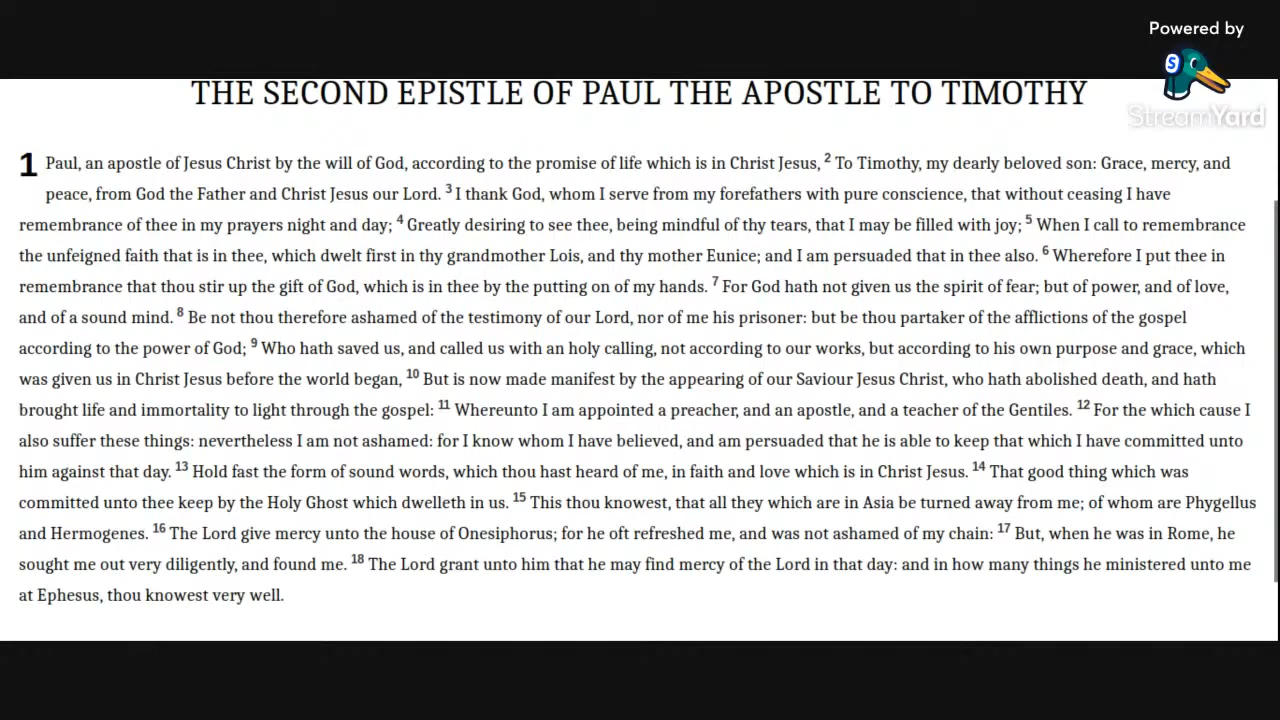 Powered by
S
StreamYard
THE SECOND EPISTLE OF PAUL THE APOSTLE TO TIMOTHY
1 Paul, an apostle of Jesus Christ by the will of God, according to the promise of life which is in Christ Jesus, 2 To Timothy, my dearly beloved son: Grace, mercy, and
peace, from God the Father and Christ Jesus our Lord. 3 I thank God, whom I serve from my forefathers with pure conscience, that without ceasing I have
remembrance of thee in my prayers night and day; 4 Greatly desiring to see thee, being mindful of thy tears, that I may be filled with joy; 5 When I call to remembrance
the unfeigned faith that is in thee, which dwelt first in thy grandmother Lois, and thy mother Eunice; and I am persuaded that in thee also. 6 Wherefore I put thee in
remembrance that thou stir up the gift of God, which is in thee by the putting on of my hands. 7 For God hath not given us the spirit of fear; but of power, and of love,
and of a sound mind. 8 Be not thou therefore ashamed of the testimony of our Lord, nor of me his prisoner: but be thou partaker of the afflictions of the gospel
according to the power of God; 9 Who hath saved us, and called us with an holy calling, not according to our works, but according to his own purpose and grace, which
was given us in Christ Jesus before the world began, 10 But is now made manifest by the appearing of our Saviour Jesus Christ, who hath abolished death, and hath
brought life and immortality to light through the gospel: 11 Whereunto I am appointed a preacher, and an apostle, and a teacher of the Gentiles. 12 For the which cause I
also suffer these things: nevertheless I am not ashamed: for I know whom I have believed, and am persuaded that he is able to keep that which I have committed unto
him against that day. 13 Hold fast the form of sound words, which thou hast heard of me, in faith and love which is in Christ Jesus. 14 That good thing which was
committed unto thee keep by the Holy Ghost which dwelleth in us. 15 This thou knowest, that all they which are in Asia be turned away from me; of whom are Phygellus
and Hermogenes. 16 The Lord give mercy unto the house of Onesiphorus; for he oft refreshed me, and was not ashamed of my chain: 17 But, when he was in Rome, he
sought me out very diligently, and found me. 18 The Lord grant unto him that he may find mercy of the Lord in that day: and in how many things he ministered unto me
at Ephesus, thou knowest very well.